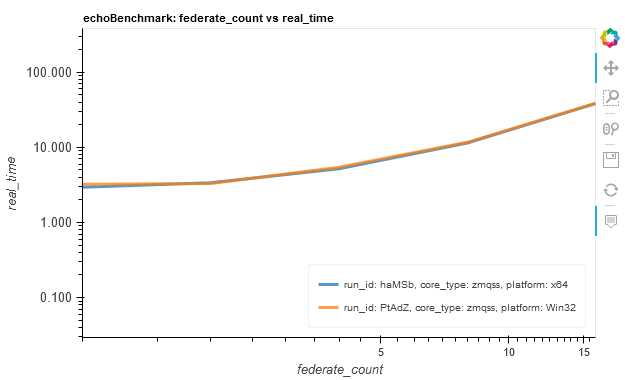 echoBenchmark: federate_count vs real_time
100.000
10.000
1.000
0.100
real_time
run_id: haMSb, core_type: zmqss, platform: x64
run_id: PtAdZ, core_type: zmqss, platform: Win32
5
10
15
federate_count